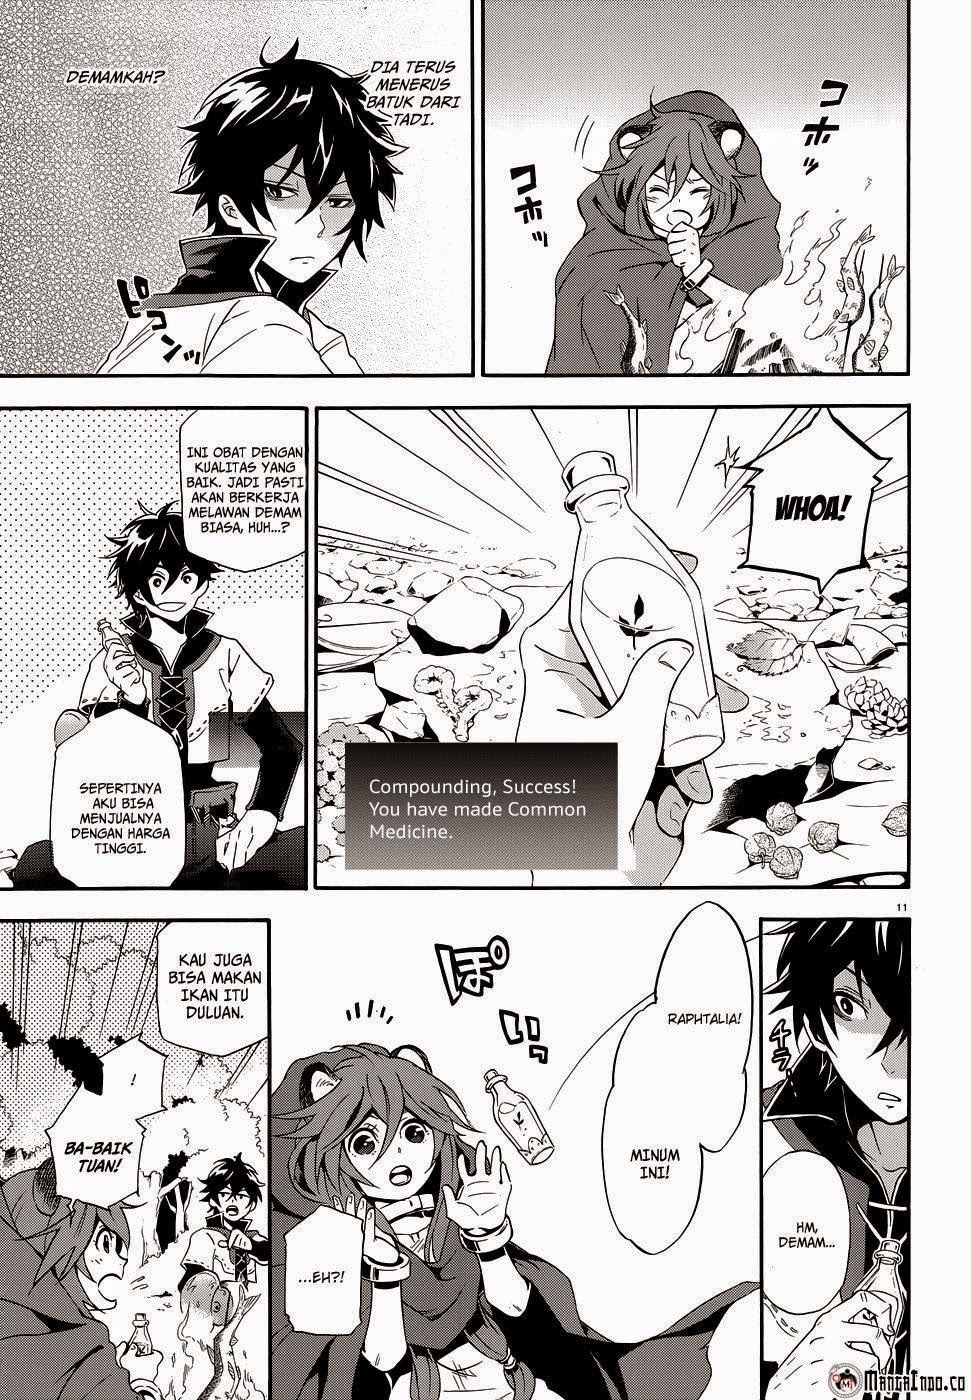 コホッ
コホッ
DIA TERUS
MENERUS
BATUK DARI
TADI.
DEMAMKAH?
ピコンッ
WHOA!
Compounding, Success!
You have made Common
Medicine.
INI OBAT DENGAN
KUALITAS YANG
BAIK. JADI PASTI
AKAN BERKERJA
MELAWAN DEMAM
BIASA, HUH...?
SEPERTINYA
AKU BISA
MENJUALNYA
DENGAN HARGA
TINGGI.
11
チラ
HM,
DEMAM...
RAPHTALIA!
MINUM
INI!
ぽいっ
...EH?!
KAU JUGA
BISA MAKAN
IKAN ITU
DULUAN.
!
BA-BAIK
TUAN!
MangaIndo.co